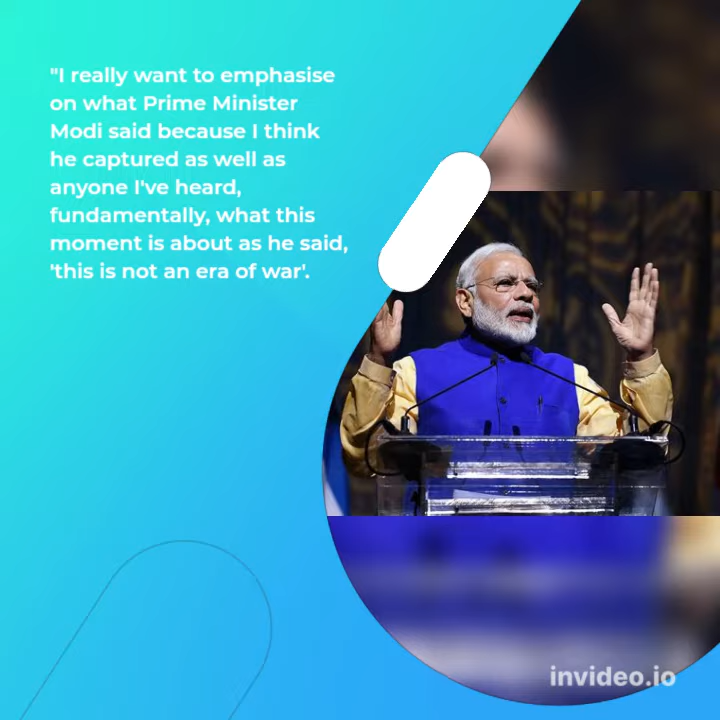 "I really want to emphasise
on what Prime Minister
Modi said because I think
he captured as well as
anyone I've heard,
fundamentally, what this
moment is about as he said,
'this is not an era of war'.
invideo.io